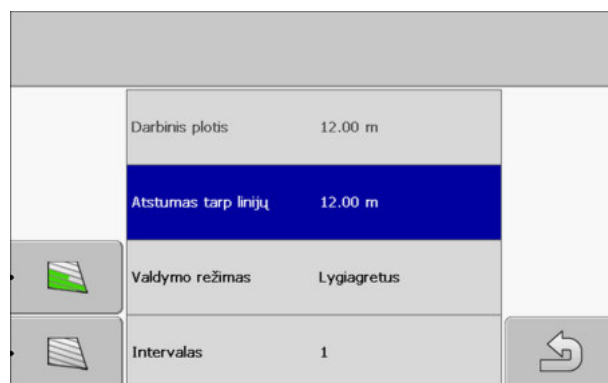 Darbinis plotis 12.00 m
Atstumas tarp linijų 12.00 m
Valdymo režimas Lygiagretus
Intervalas 1